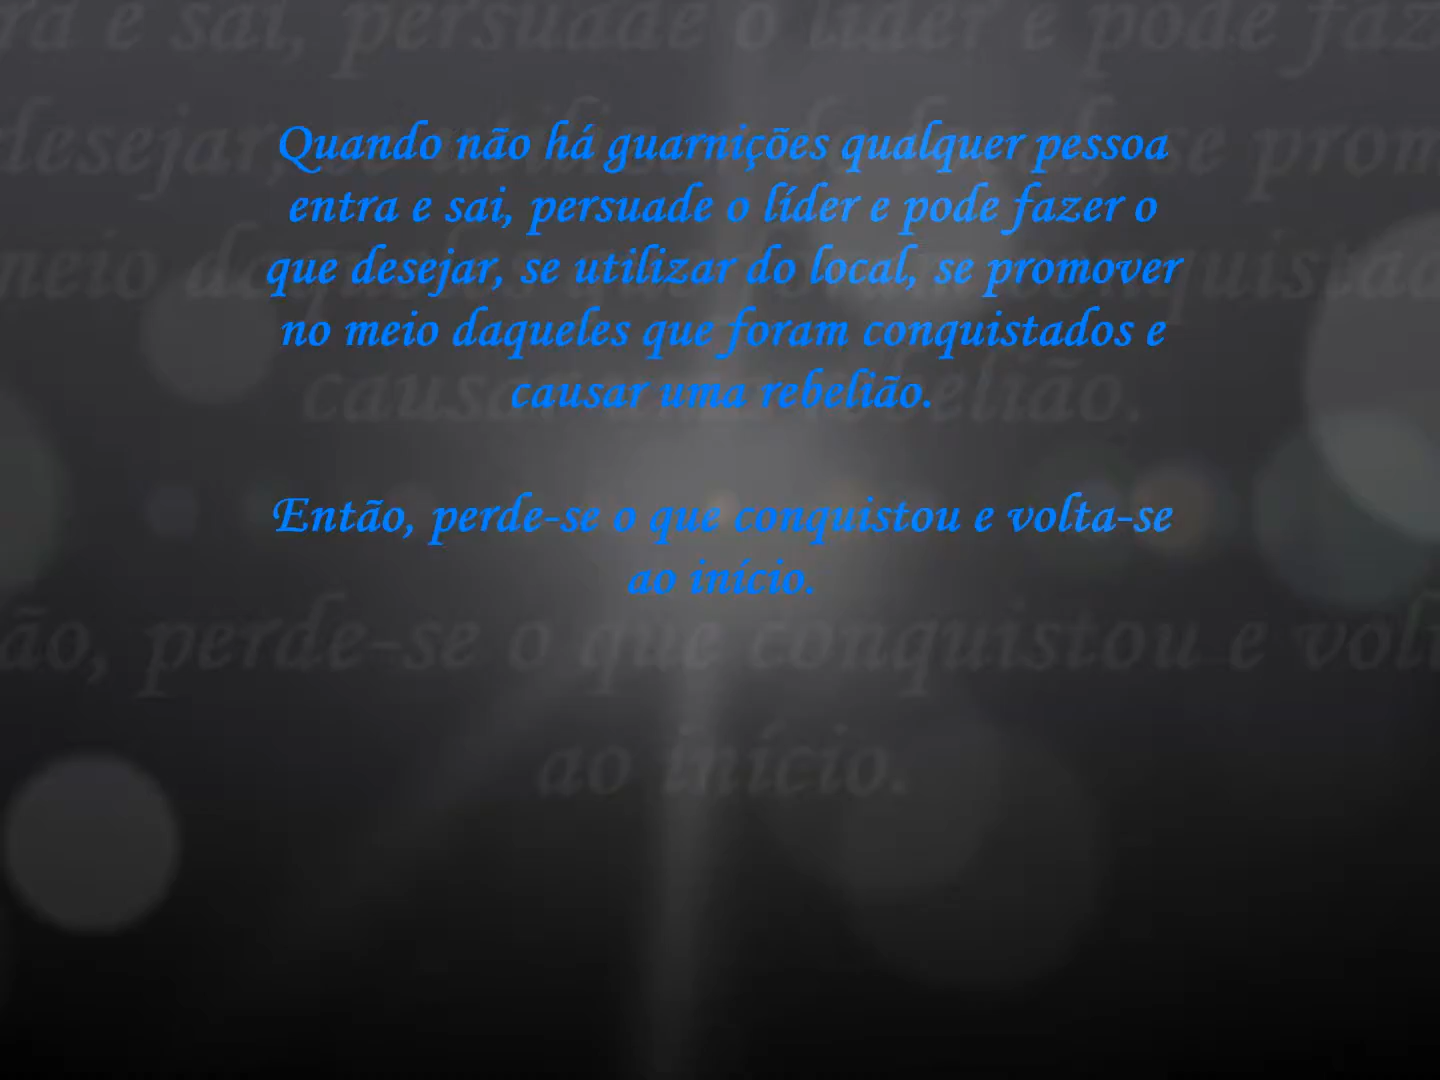 Quando não há guarnições qualquer pessoa
entra e sai, persuade o líder e pode fazer o
que desejar, se utilizar do local, se promover
no meio daqueles que foram conquistados e
causar uma rebelião.
Então, perde-se o que conquistou e volta-se
ao início.